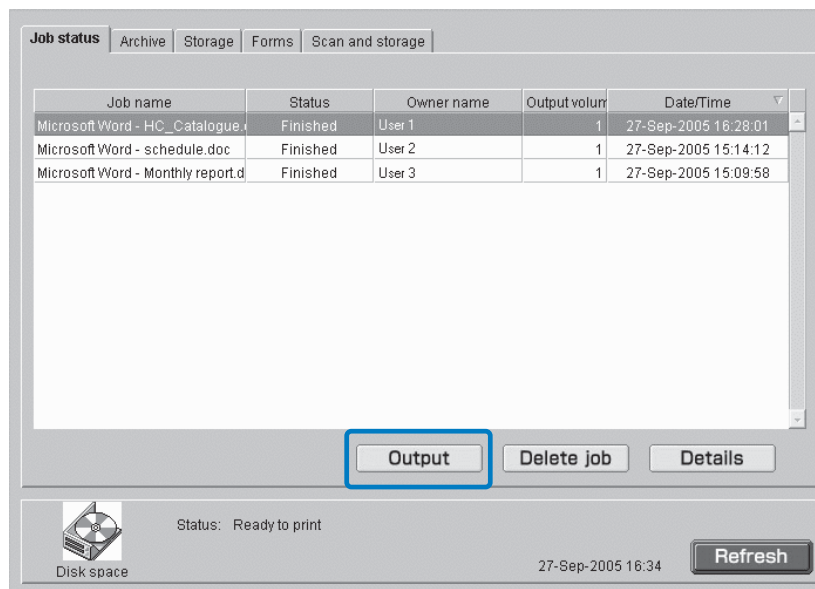 Job status Archive Storage Forms Scan and storage
Job name Status Owner name Output volum Date/Time
Microsoft Word - HC_Catalogue. Finished User 1 1 27-Sep-2005 16:28:01
Microsoft Word - schedule.doc Finished User 2 1 27-Sep-2005 15:14:12
Microsoft Word - Monthly report.d Finished User 3 1 27-Sep-2005 15:09:58
Output Delete job Details
Status: Ready to print
Disk space 27-Sep-2005 16:34 Refresh